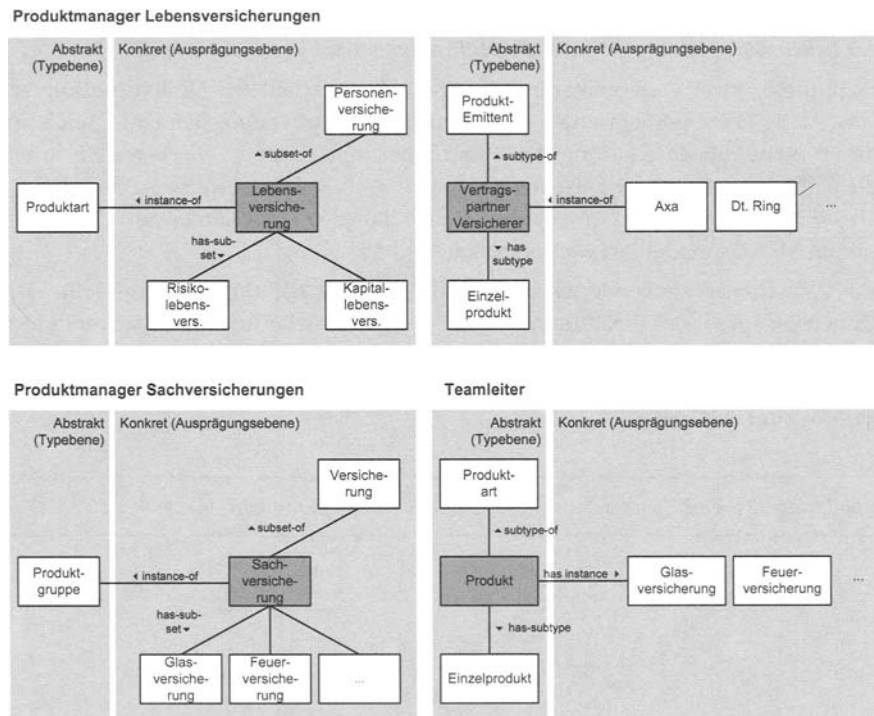 Produktmanager Lebensversicherungen
Abstrakt
(Typebene)
Konkret (Ausprägungsebene)
Personen-
versiche-
rung
subset-of
Produktart
instance-of
Lebens-
versiche-
rung
has-sub-
set
Risiko-
lebens-
vers.
Kapital-
lebens-
vers.
Abstrakt
(Typebene)
Konkret (Ausprägungsebene)
Produkt-
Emittent
subtype-of
Vertrags-
partner
Versicherer
instance-of
Axa
Dt. Ring
...
has
subtype
Einzel-
produkt
Produktmanager Sachversicherungen
Abstrakt
(Typebene)
Konkret (Ausprägungsebene)
Versiche-
rung
subset-of
Produkt-
gruppe
instance-of
Sach-
versiche-
rung
has-sub-
set
Glas-
versiche-
rung
Feuer-
versiche-
rung
...
Teamleiter
Abstrakt
(Typebene)
Konkret (Ausprägungsebene)
Produkt-
art
subtype-of
Produkt
has instance
Glas-
versicherung
Feuer-
versicherung
...
has-subtype
Einzelprodukt